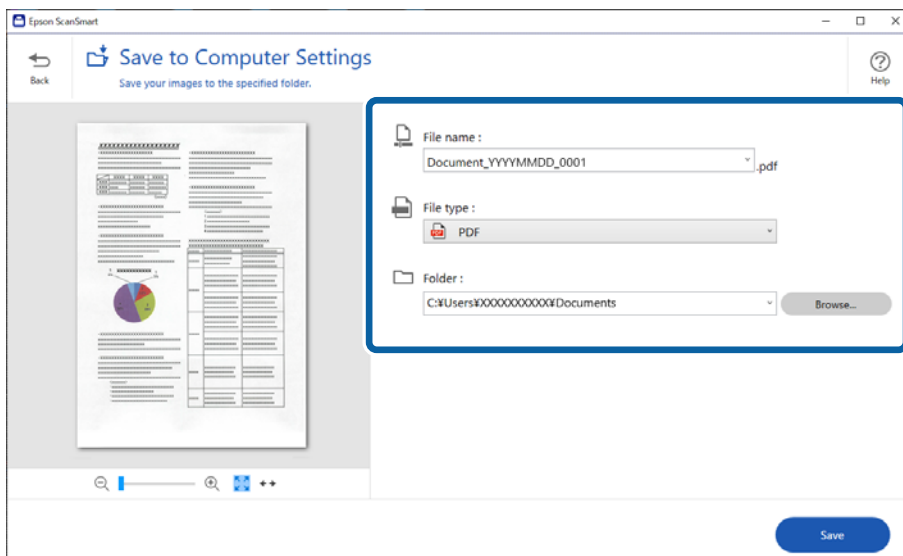 Epson ScanSmart
Back
Save to Computer Settings
Save your images to the specified folder.
Help
File name :
Document_YYYYMMDD_0001
.pdf
File type :
PDF
Folder :
C:¥Users¥XXXXXXXXXX¥Documents
Browse...
Save